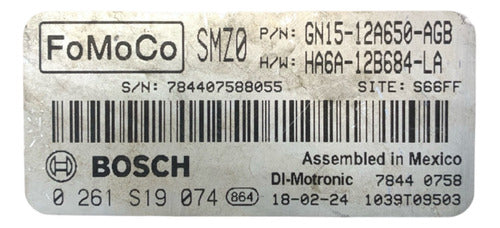 FoMoCo SMZ0 P/N: GN15-12A650-AGB
H/W: HA6A-12B684-LA
S/N: 784407588055 SITE: S66FF
BOSCH Assembled in Mexico
DI-Motronic 7844 0758
0 261 S19 074 864 18-02-24 1039T09503